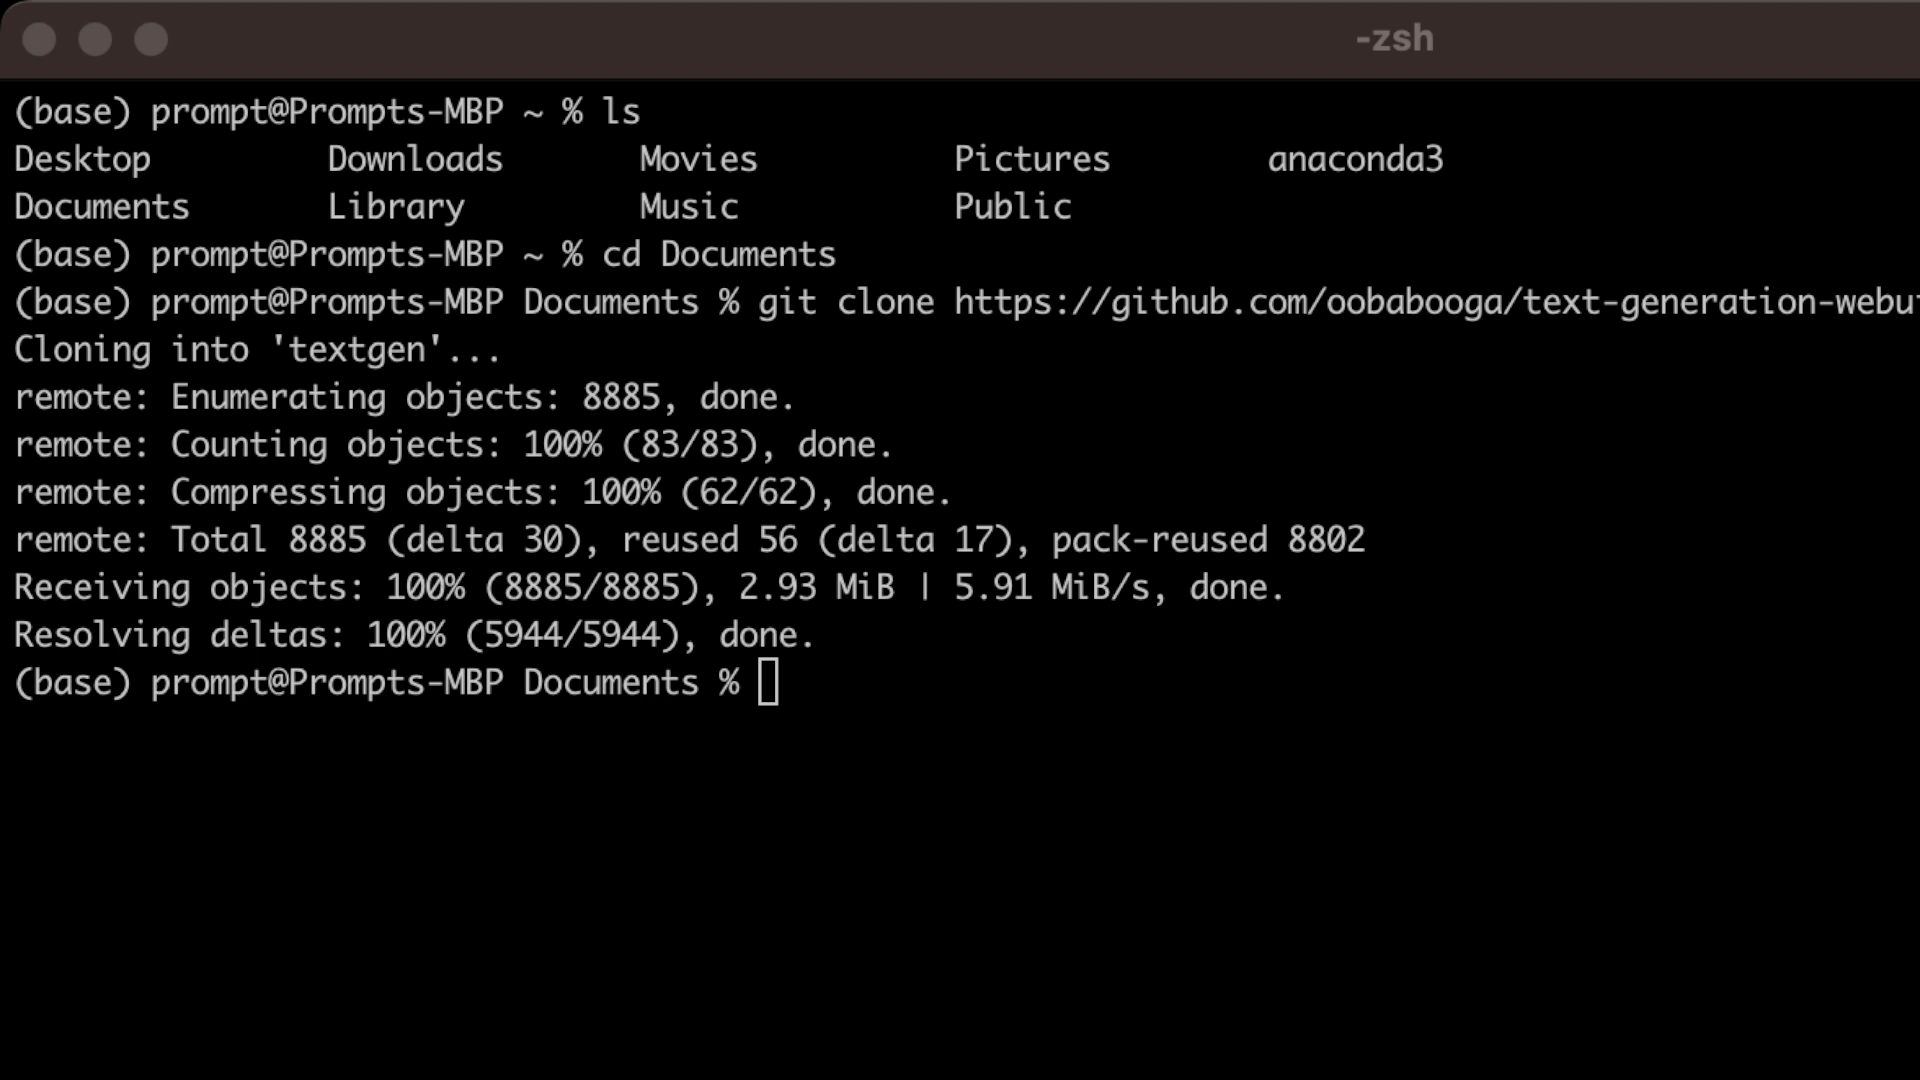 -zsh
(base) prompt@Prompts-MBP ~ % ls
Desktop Downloads Movies Pictures anaconda3
Documents Library Music Public
(base) prompt@Prompts-MBP ~ % cd Documents
(base) prompt@Prompts-MBP Documents % git clone https://github.com/oobabooga/text-generation-webu
Cloning into 'textgen'...
remote: Enumerating objects: 8885, done.
remote: Counting objects: 100% (83/83), done.
remote: Compressing objects: 100% (62/62), done.
remote: Total 8885 (delta 30), reused 56 (delta 17), pack-reused 8802
Receiving objects: 100% (8885/8885), 2.93 MiB | 5.91 MiB/s, done.
Resolving deltas: 100% (5944/5944), done.
(base) prompt@Prompts-MBP Documents %